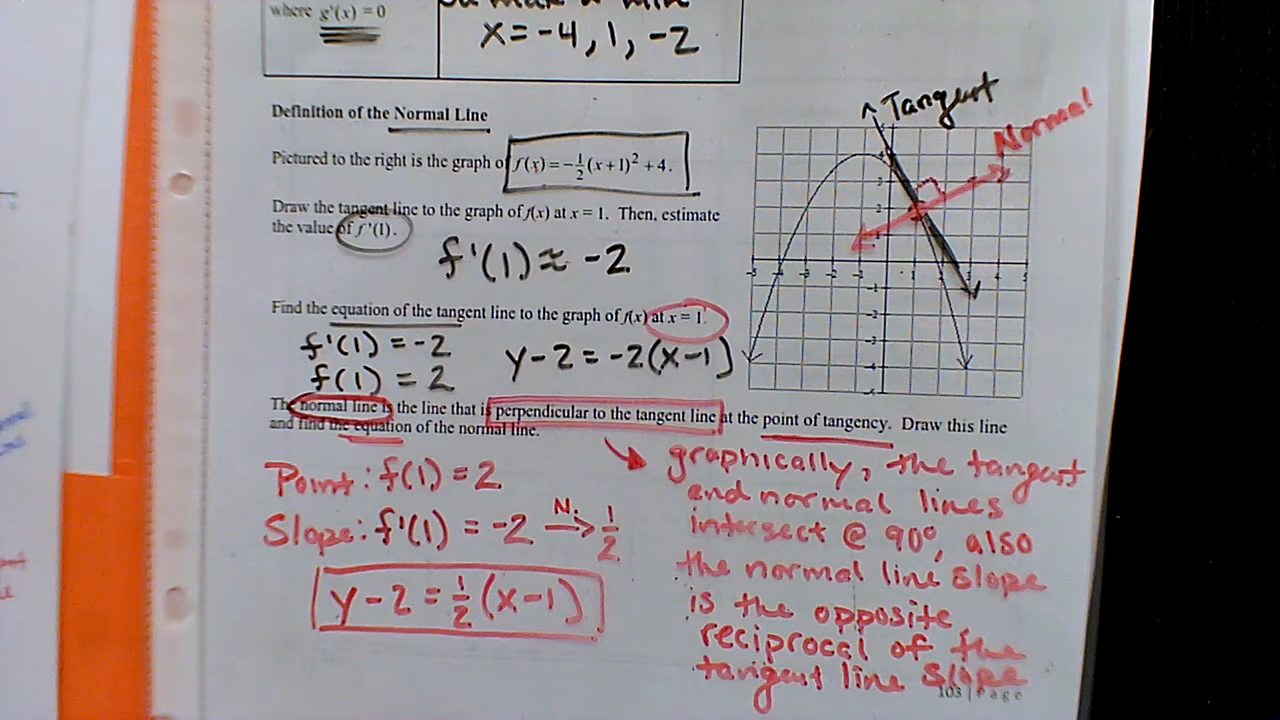 where g'(x) = 0
x = -4, 1, -2
Definition of the Normal Line
Pictured to the right is the graph of f(x) = -½(x+1)² + 4.
Draw the tangent line to the graph of f(x) at x = 1. Then, estimate
the value of f'(1).
f'(1) ≈ -2
Find the equation of the tangent line to the graph of f(x) at x = 1.
f'(1) = -2
f(1) = 2
y-2 = -2(x-1)
Tangent
Normal
The normal line is the line that is perpendicular to the tangent line at the point of tangency. Draw this line
and find the equation of the normal line.
Point: f(1) = 2
Slope: f'(1) = -2 N.→ ½
y-2 = ½(x-1)
graphically, the tangent
and normal lines
intersect @ 90°, also
the normal line slope
is the opposite
reciprocal of the
tangent line slope
103 | Page